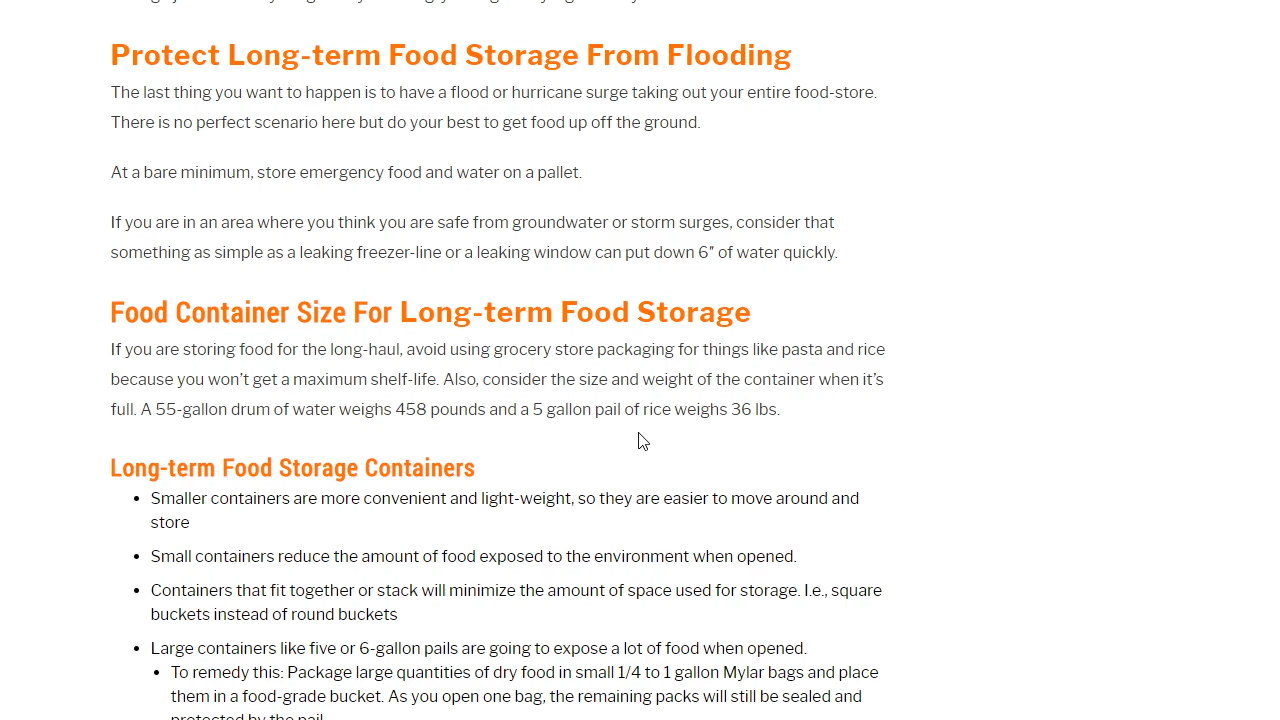 Protect Long-term Food Storage From Flooding
The last thing you want to happen is to have a flood or hurricane surge taking out your entire food-store.
There is no perfect scenario here but do your best to get food up off the ground.
At a bare minimum, store emergency food and water on a pallet.
If you are in an area where you think you are safe from groundwater or storm surges, consider that
something as simple as a leaking freezer-line or a leaking window can put down 6″ of water quickly.
Food Container Size For Long-term Food Storage
If you are storing food for the long-haul, avoid using grocery store packaging for things like pasta and rice
because you won’t get a maximum shelf-life. Also, consider the size and weight of the container when it’s
full. A 55-gallon drum of water weighs 458 pounds and a 5 gallon pail of rice weighs 36 lbs.
Long-term Food Storage Containers
• Smaller containers are more convenient and light-weight, so they are easier to move around and
store
• Small containers reduce the amount of food exposed to the environment when opened.
• Containers that fit together or stack will minimize the amount of space used for storage. I.e., square
buckets instead of round buckets
• Large containers like five or 6-gallon pails are going to expose a lot of food when opened.
• To remedy this: Package large quantities of dry food in small 1/4 to 1 gallon Mylar bags and place
them in a food-grade bucket. As you open one bag, the remaining packs will still be sealed and
protected by the pail.